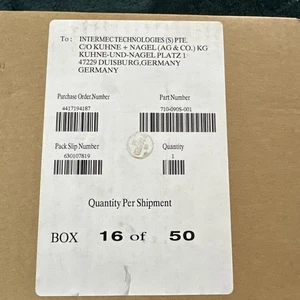 To : INTERMEC TECHNOLOGIES (S) PTE.
C/O KUHNE + NAGEL (AG & CO.) KG
KUHNE-UND-NAGEL PLATZ 1
47229 DUISBURG,GERMANY
GERMANY
Purchase Order.Number Part Number
4417194187 710-090S-001
Pack Slip Number Quantity
630107819 1
Quantity Per Shipment
BOX 16 of 50